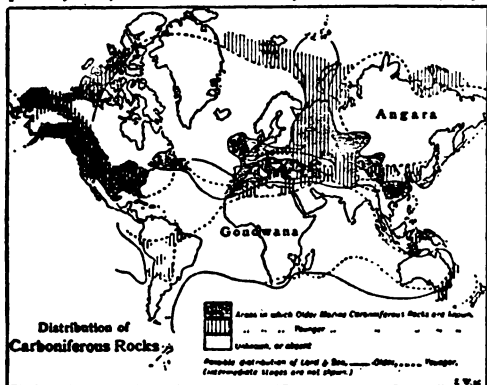 Angara
Gondwana
Distribution of
Carboniferous Rocks
Areas in which Older Marine Carboniferous Rocks are known.
" " " Younger " " " "
Unknown, or absent
Possible distribution of Land & Sea, Older, Younger,
(Intermediate stages are not shown.)